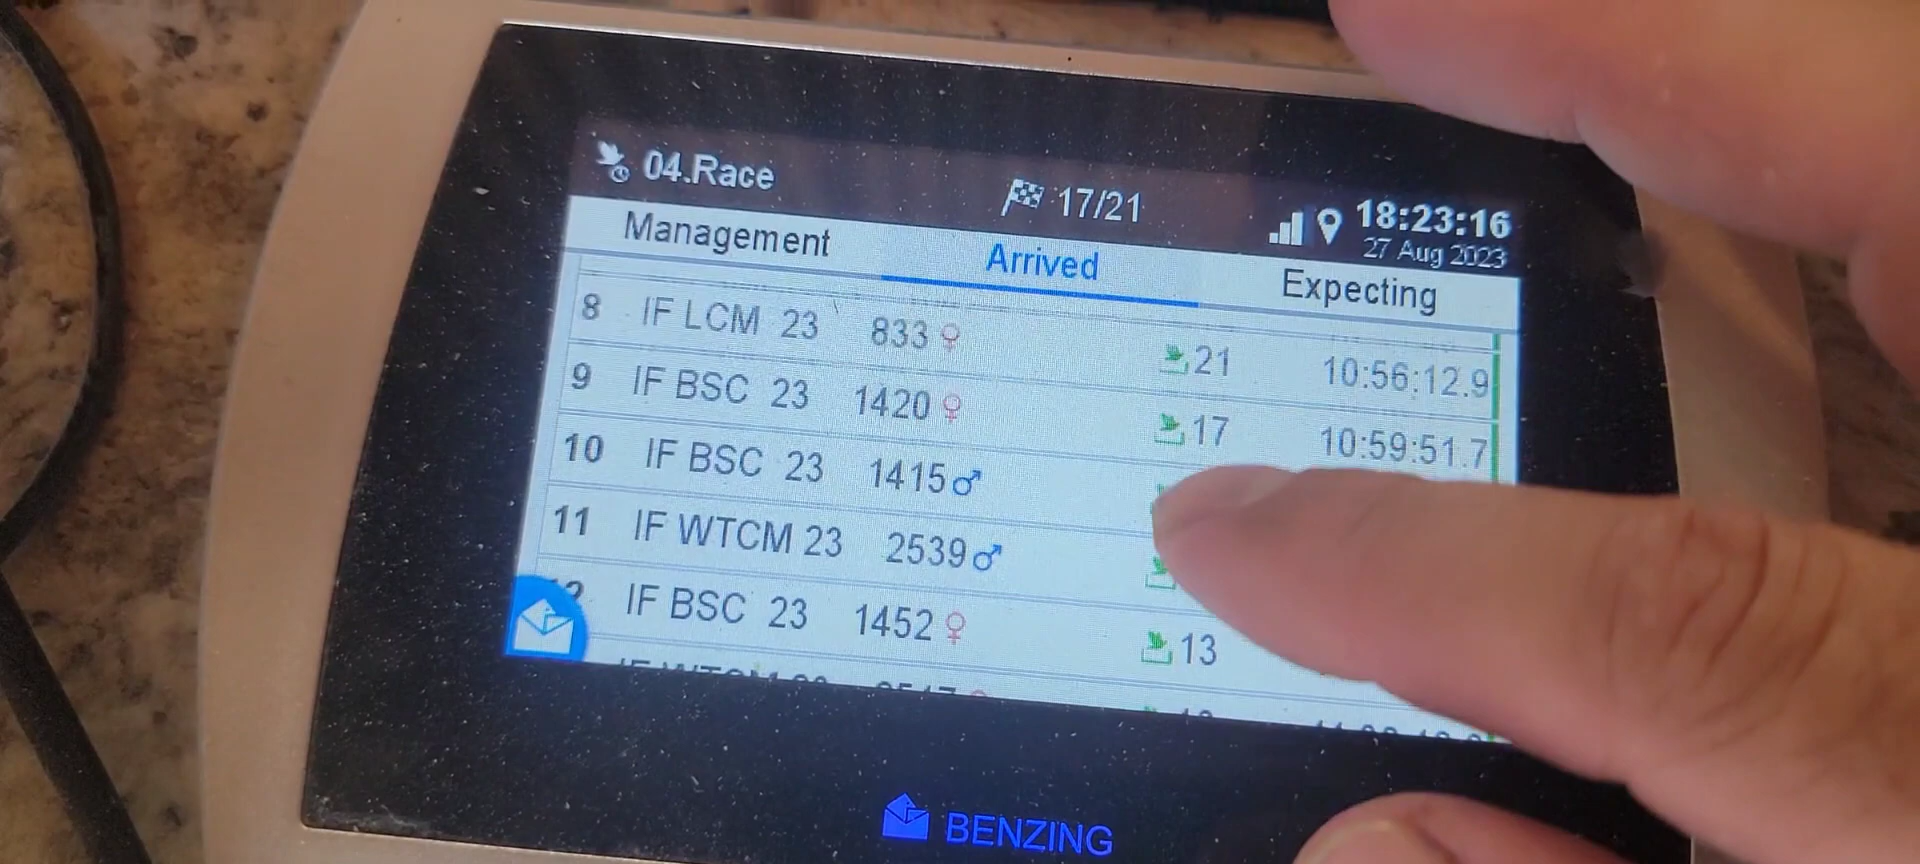 04.Race 17/21 18:23:16
27 Aug 2023
Management Arrived Expecting
8 IF LCM 23 833♀ 21 10:56:12.9
9 IF BSC 23 1420♀ 17 10:59:51.7
10 IF BSC 23 1415♂
11 IF WTCM 23 2539♂
IF BSC 23 1452♀ 13
BENZING